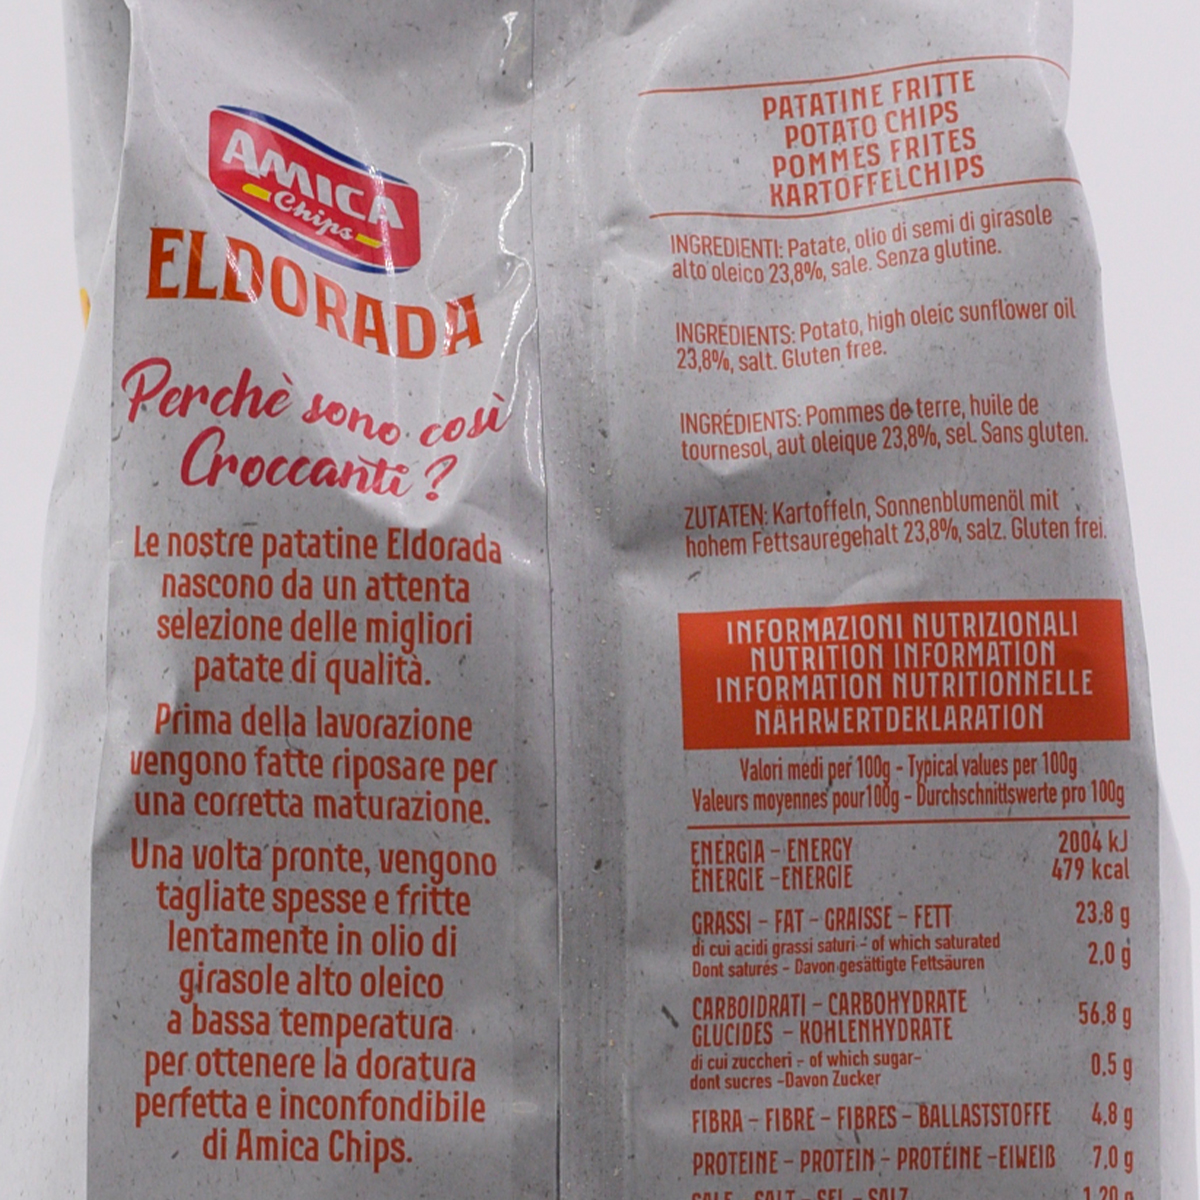 AMICA
Chips
ELDORADA
Perchè sono così
Croccanti ?
Le nostre patatine Eldorada
nascono da un attenta
selezione delle migliori
patate di qualità.
Prima della lavorazione
vengono fatte riposare per
una corretta maturazione.
Una volta pronte, vengono
tagliate spesse e fritte
lentamente in olio di
girasole alto oleico
a bassa temperatura
per ottenere la doratura
perfetta e inconfondibile
di Amica Chips.
PATATINE FRITTE
POTATO CHIPS
POMMES FRITES
KARTOFFELCHIPS
INGREDIENTI: Patate, olio di semi di girasole
alto oleico 23,8%, sale. Senza glutine.
INGREDIENTS: Potato, high oleic sunflower oil
23,8%, salt. Gluten free.
INGRÉDIENTS: Pommes de terre, huile de
tournesol, aut oleique 23,8%, sel. Sans gluten.
ZUTATEN: Kartoffeln, Sonnenblumenöl mit
hohem Fettsauregehalt 23,8%, salz. Gluten frei.
INFORMAZIONI NUTRIZIONALI
NUTRITION INFORMATION
INFORMATION NUTRITIONNELLE
NÄHRWERTDEKLARATION
Valori medi per 100g - Typical values per 100g
Valeurs moyennes pour 100g - Durchschnittswerte pro 100g
ENERGIA - ENERGY 2004 kJ
ÉNERGIE - ENERGIE 479 kcal
GRASSI - FAT - GRAISSE - FETT 23,8 g
di cui acidi grassi saturi - of which saturated
Dont saturés - Davon gesättigte Fettsäuren 2,0 g
CARBOIDRATI - CARBOHYDRATE
GLUCIDES - KOHLENHYDRATE 56,8 g
di cui zuccheri - of which sugar-
dont sucres -Davon Zucker 0,5 g
FIBRA - FIBRE - FIBRES - BALLASTSTOFFE 4,8 g
PROTEINE - PROTEIN - PROTÉINE -EIWEIß 7,0 g
SALE - SALT - SEL - SALZ 1,20 g